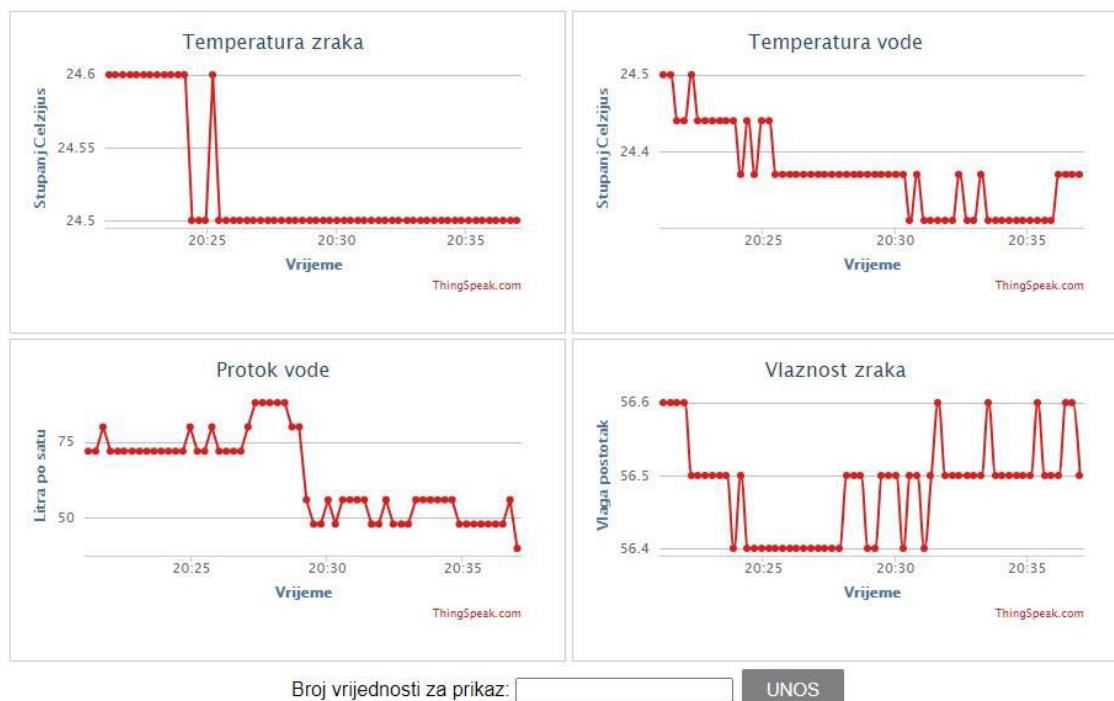 Temperatura zraka
Stupanj Celzijus
24.6
24.55
24.5
20:25 20:30 20:35
Vrijeme
ThingSpeak.com
Temperatura vode
Stupanj Celzijus
24.5
24.4
20:25 20:30 20:35
Vrijeme
ThingSpeak.com
Protok vode
Litra po satu
75
50
20:25 20:30 20:35
Vrijeme
ThingSpeak.com
Vlaznost zraka
Vlaga postotak
56.6
56.5
56.4
20:25 20:30 20:35
Vrijeme
ThingSpeak.com
Broj vrijednosti za prikaz: UNOS